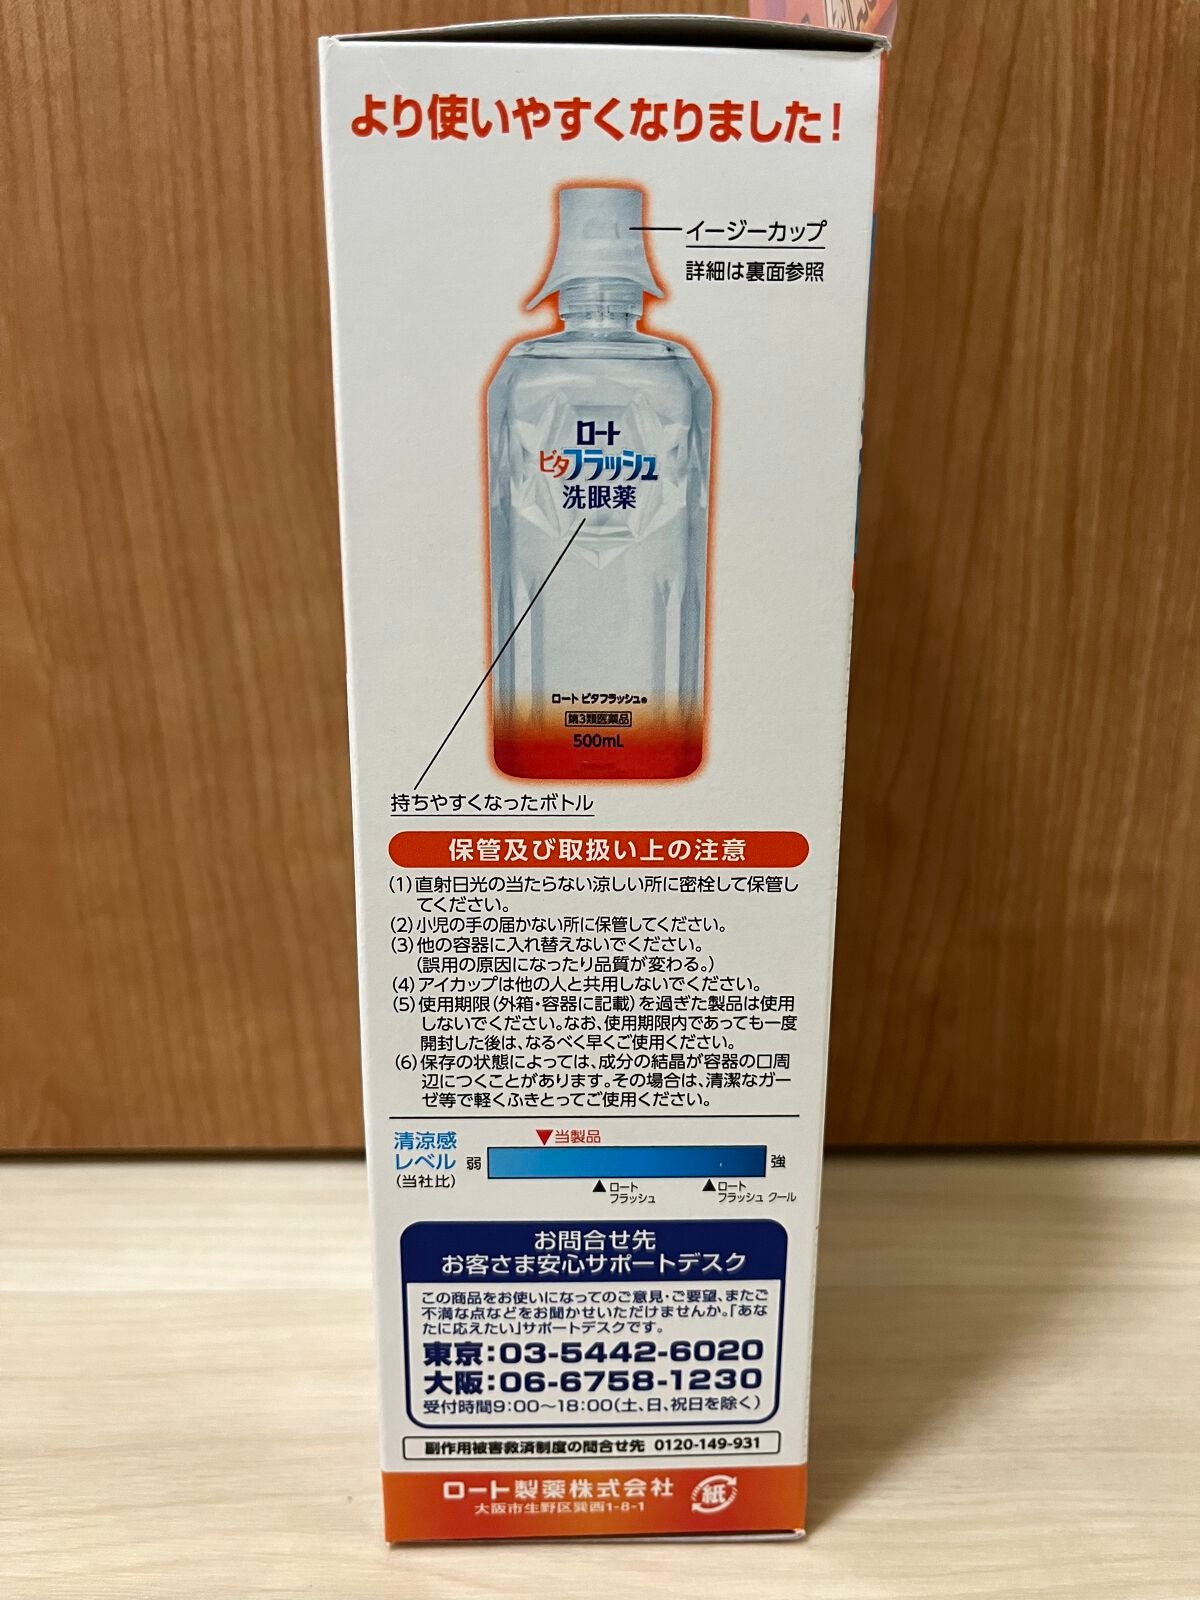 より使いやすくなりました！
イージーカップ
詳細は裏面参照
ロート
ビタフラッシュ
洗眼薬
ロート ビタフラッシュ®
第3類医薬品
500mL
持ちやすくなったボトル
保管及び取扱い上の注意
(1)直射日光の当たらない涼しい所に密栓して保管し
てください。
(2)小児の手の届かない所に保管してください。
(3)他の容器に入れ替えないでください。
(誤用の原因になったり品質が変わる。)
(4)アイカップは他の人と共用しないでください。
(5)使用期限(外箱・容器に記載)を過ぎた製品は使用
しないでください。なお、使用期限内であっても一度
開封した後は、なるべく早くご使用ください。
(6)保存の状態によっては、成分の結晶が容器の口周
辺につくことがあります。その場合は、清潔なガー
ゼ等で軽くふきとってご使用ください。
▼当製品
清涼感
レベル
(当社比)
弱
強
▲ロート
フラッシュ
▲ロート
フラッシュ クール
お問合せ先
お客さま安心サポートデスク
この商品をお使いになってのご意見・ご要望、またご
不満な点などをお聞かせいただけませんか。「あな
たに応えたい」サポートデスクです。
東京:03-5442-6020
大阪:06-6758-1230
受付時間9:00〜18:00(土、日、祝日を除く)
副作用被害救済制度の問合せ先 0120-149-931
ロート製薬株式会社
大阪市生野区巽西1-8-1
紙